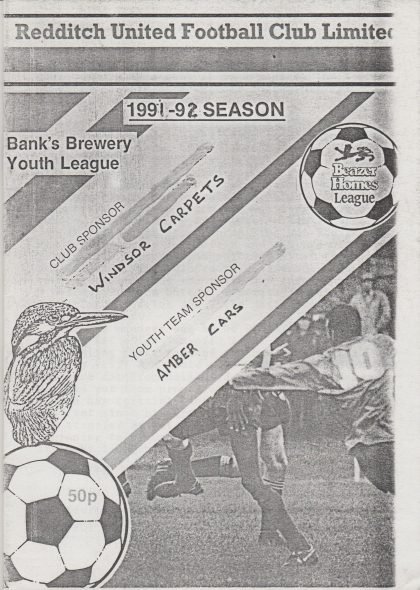 Redditch United Football Club Limited
1991-92 SEASON
Bank's Brewery
Youth League
Beazer
Homes
League
CLUB SPONSOR
WINDSOR CARPETS
YOUTH TEAM SPONSOR
AMBER CARS
10
50p